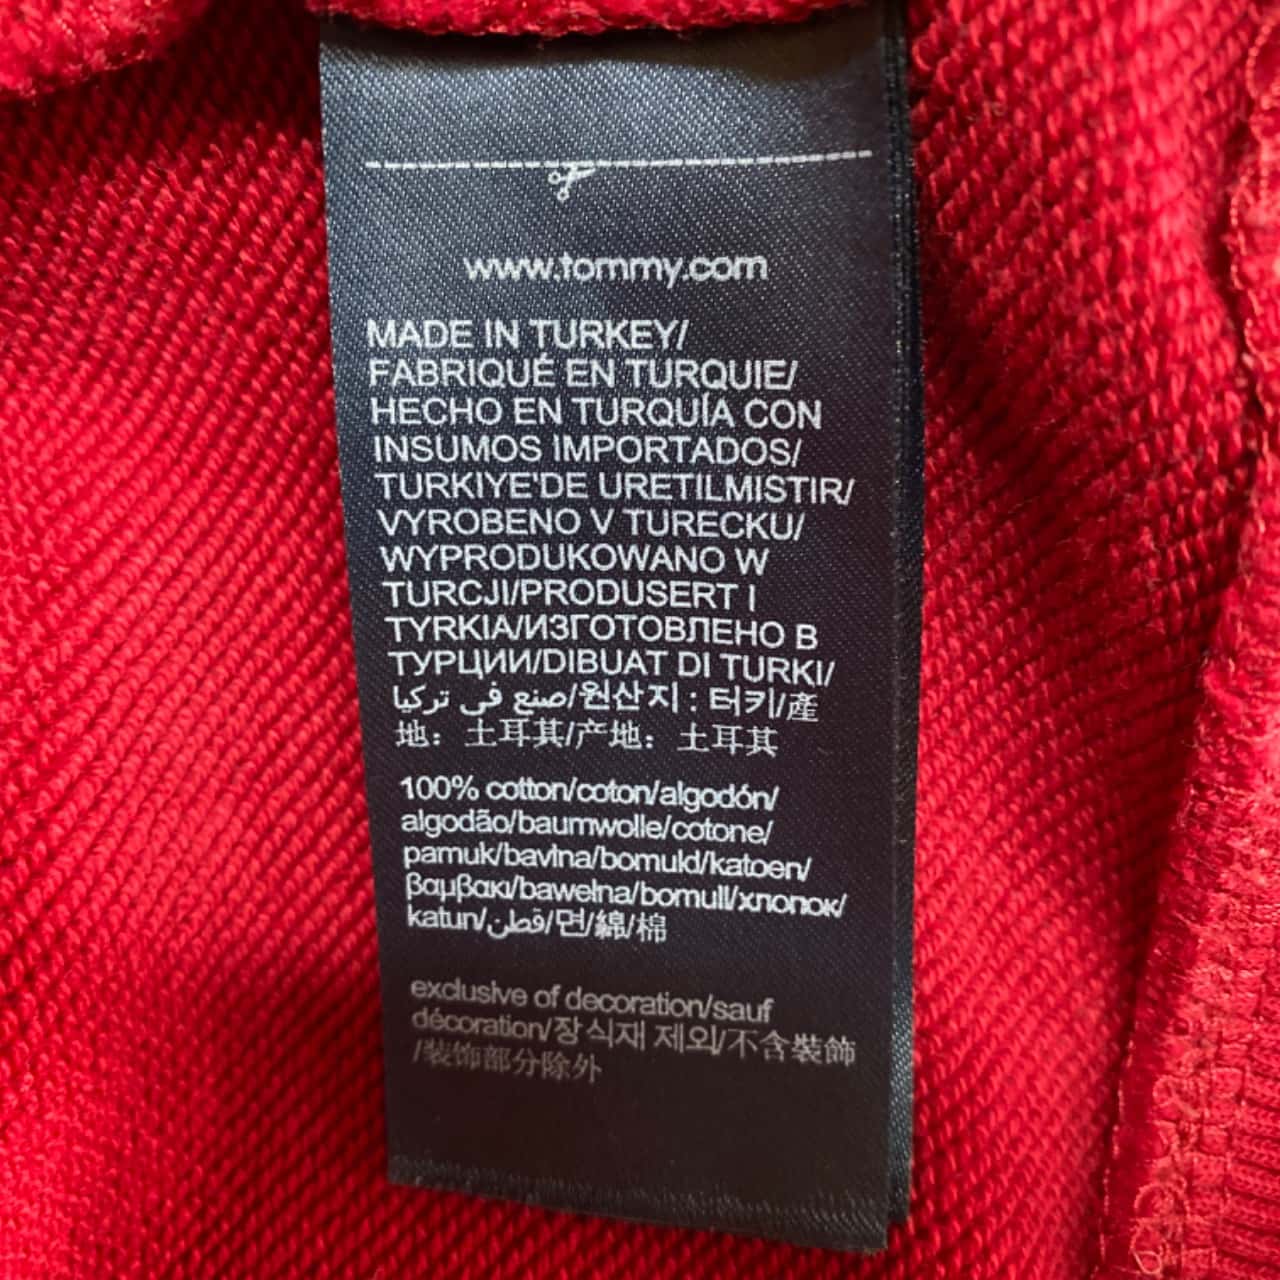 www.tommy.com
MADE IN TURKEY/
FABRIQUÉ EN TURQUIE/
HECHO EN TURQUÍA CON
INSUMOS IMPORTADOS/
TURKIYE'DE URETILMISTIR/
VYROBENO V TURECKU/
WYPRODUKOWANO W
TURCJI/PRODUSERT I
TYRKIA/ИЗГОТОВЛЕНО В
ТУРЦИИ/DIBUAT DI TURKI/
صنع في تركيا/원산지 : 터키/產
地：土耳其/产地：土耳其
100% cotton/coton/algodón/
algodão/baumwolle/cotone/
pamuk/bavlna/bomuld/katoen/
βαμβακι/bawełna/bomull/хлопок/
katun/قطن/면/綿/棉
exclusive of decoration/sauf
décoration/장식재 제외/不含裝飾
/装饰部分除外